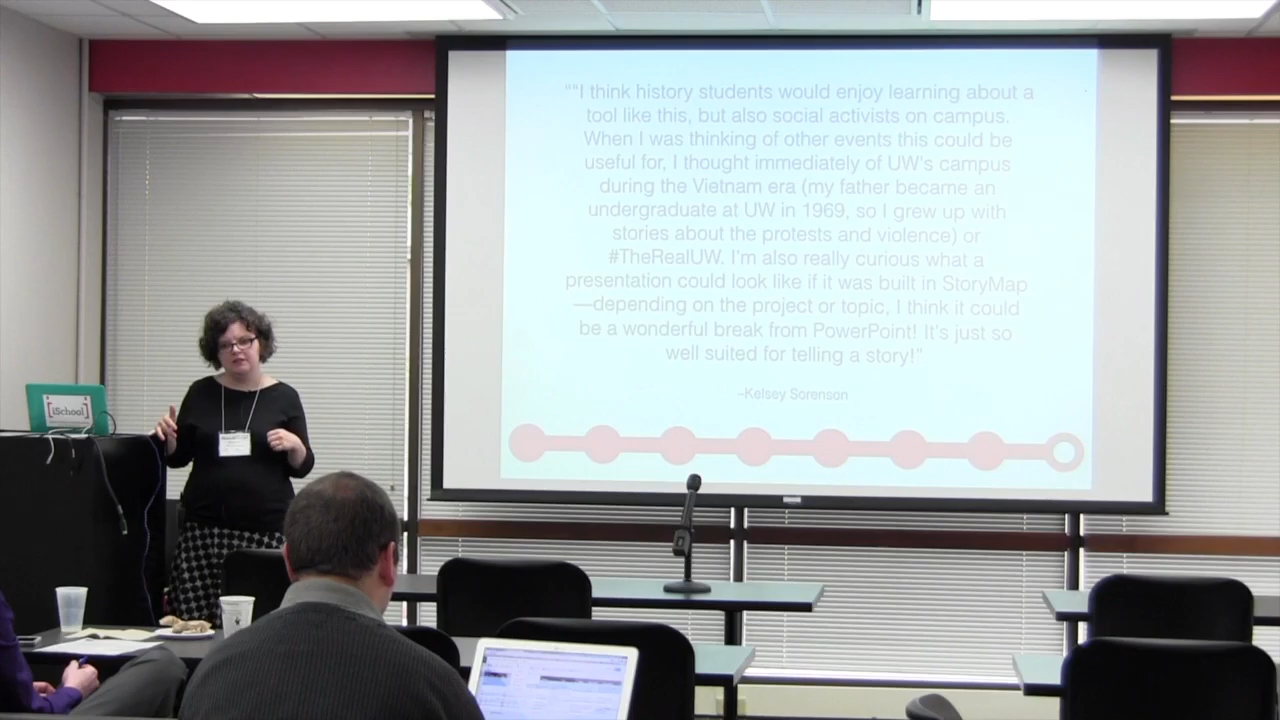 ““I think history students would enjoy learning about a
tool like this, but also social activists on campus.
When I was thinking of other events this could be
useful for, I thought immediately of UW's campus
during the Vietnam era (my father became an
undergraduate at UW in 1969, so I grew up with
stories about the protests and violence) or
#TheRealUW. I'm also really curious what a
presentation could look like if it was built in StoryMap
—depending on the project or topic, I think it could
be a wonderful break from PowerPoint! It's just so
well suited for telling a story!”
–Kelsey Sorenson
[iSchool]